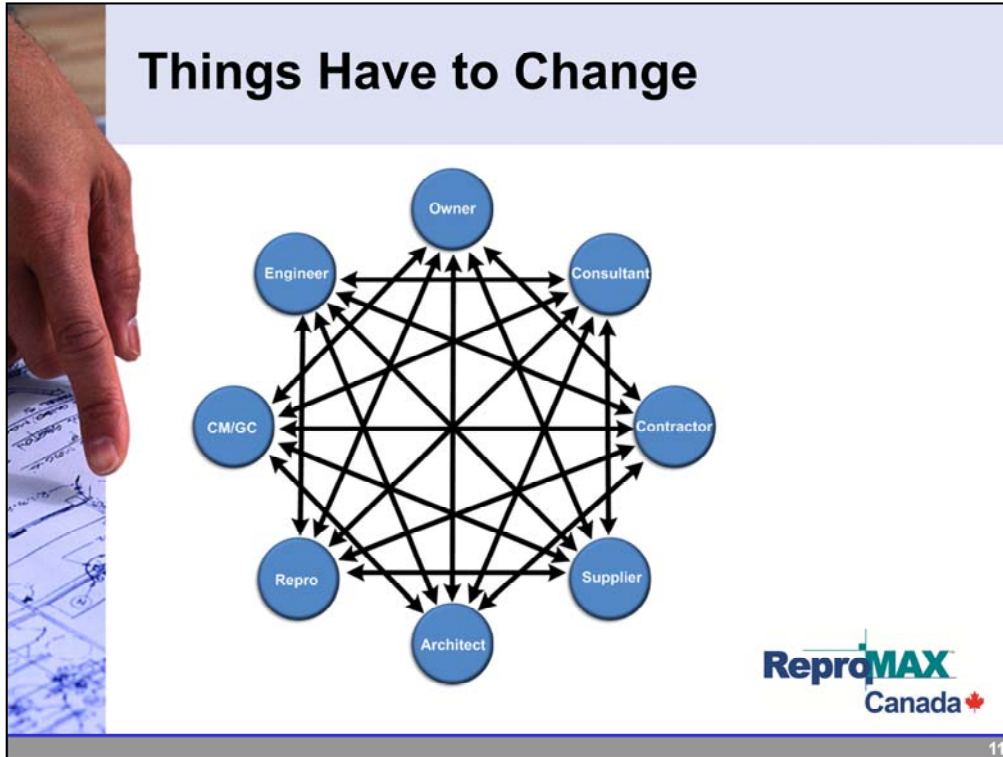 Things Have to Change
Owner
Engineer
Consultant
CM/GC
Contractor
Repro
Supplier
Architect
ReproMAX
Canada
11